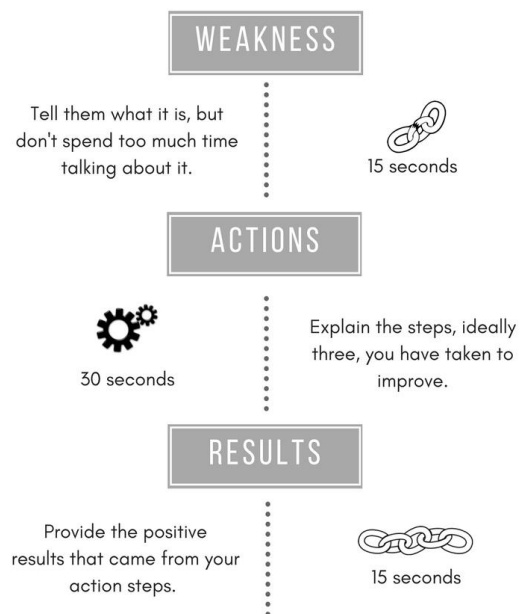 WEAKNESS
Tell them what it is, but
don't spend too much time
talking about it.
15 seconds
ACTIONS
30 seconds
Explain the steps, ideally
three, you have taken to
improve.
RESULTS
Provide the positive
results that came from your
action steps.
15 seconds